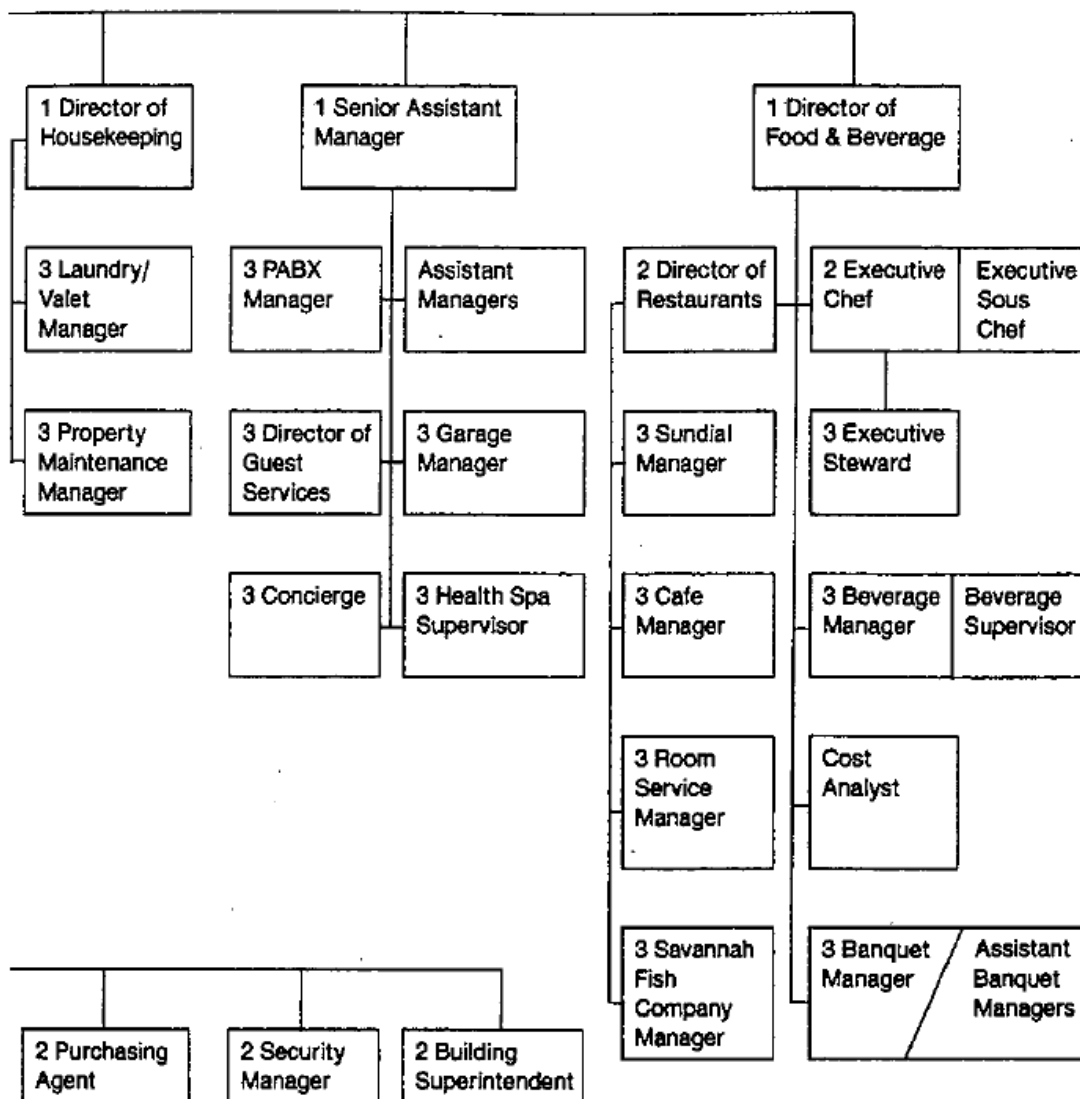 1 Director of
Housekeeping
1 Senior Assistant
Manager
1 Director of
Food & Beverage
3 Laundry/
Valet
Manager
3 PABX
Manager
Assistant
Managers
2 Director of
Restaurants
2 Executive
Chef
Executive
Sous
Chef
3 Property
Maintenance
Manager
3 Director of
Guest
Services
3 Garage
Manager
3 Sundial
Manager
3 Executive
Steward
3 Concierge
3 Health Spa
Supervisor
3 Cafe
Manager
3 Beverage
Manager
Beverage
Supervisor
3 Room
Service
Manager
Cost
Analyst
3 Savannah
Fish
Company
Manager
3 Banquet
Manager
Assistant
Banquet
Managers
2 Purchasing
Agent
2 Security
Manager
2 Building
Superintendent